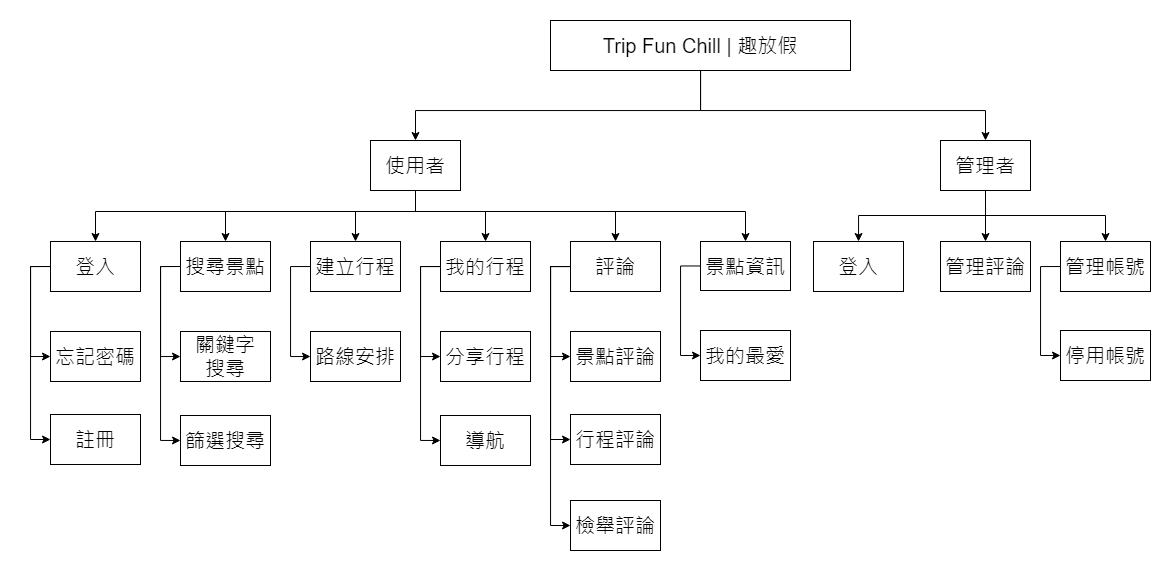 Trip Fun Chill | 趣放假
使用者
管理者
登入
搜尋景點
建立行程
我的行程
評論
景點資訊
登入
管理評論
管理帳號
忘記密碼
關鍵字
搜尋
路線安排
分享行程
景點評論
我的最愛
停用帳號
註冊
篩選搜尋
導航
行程評論
檢舉評論